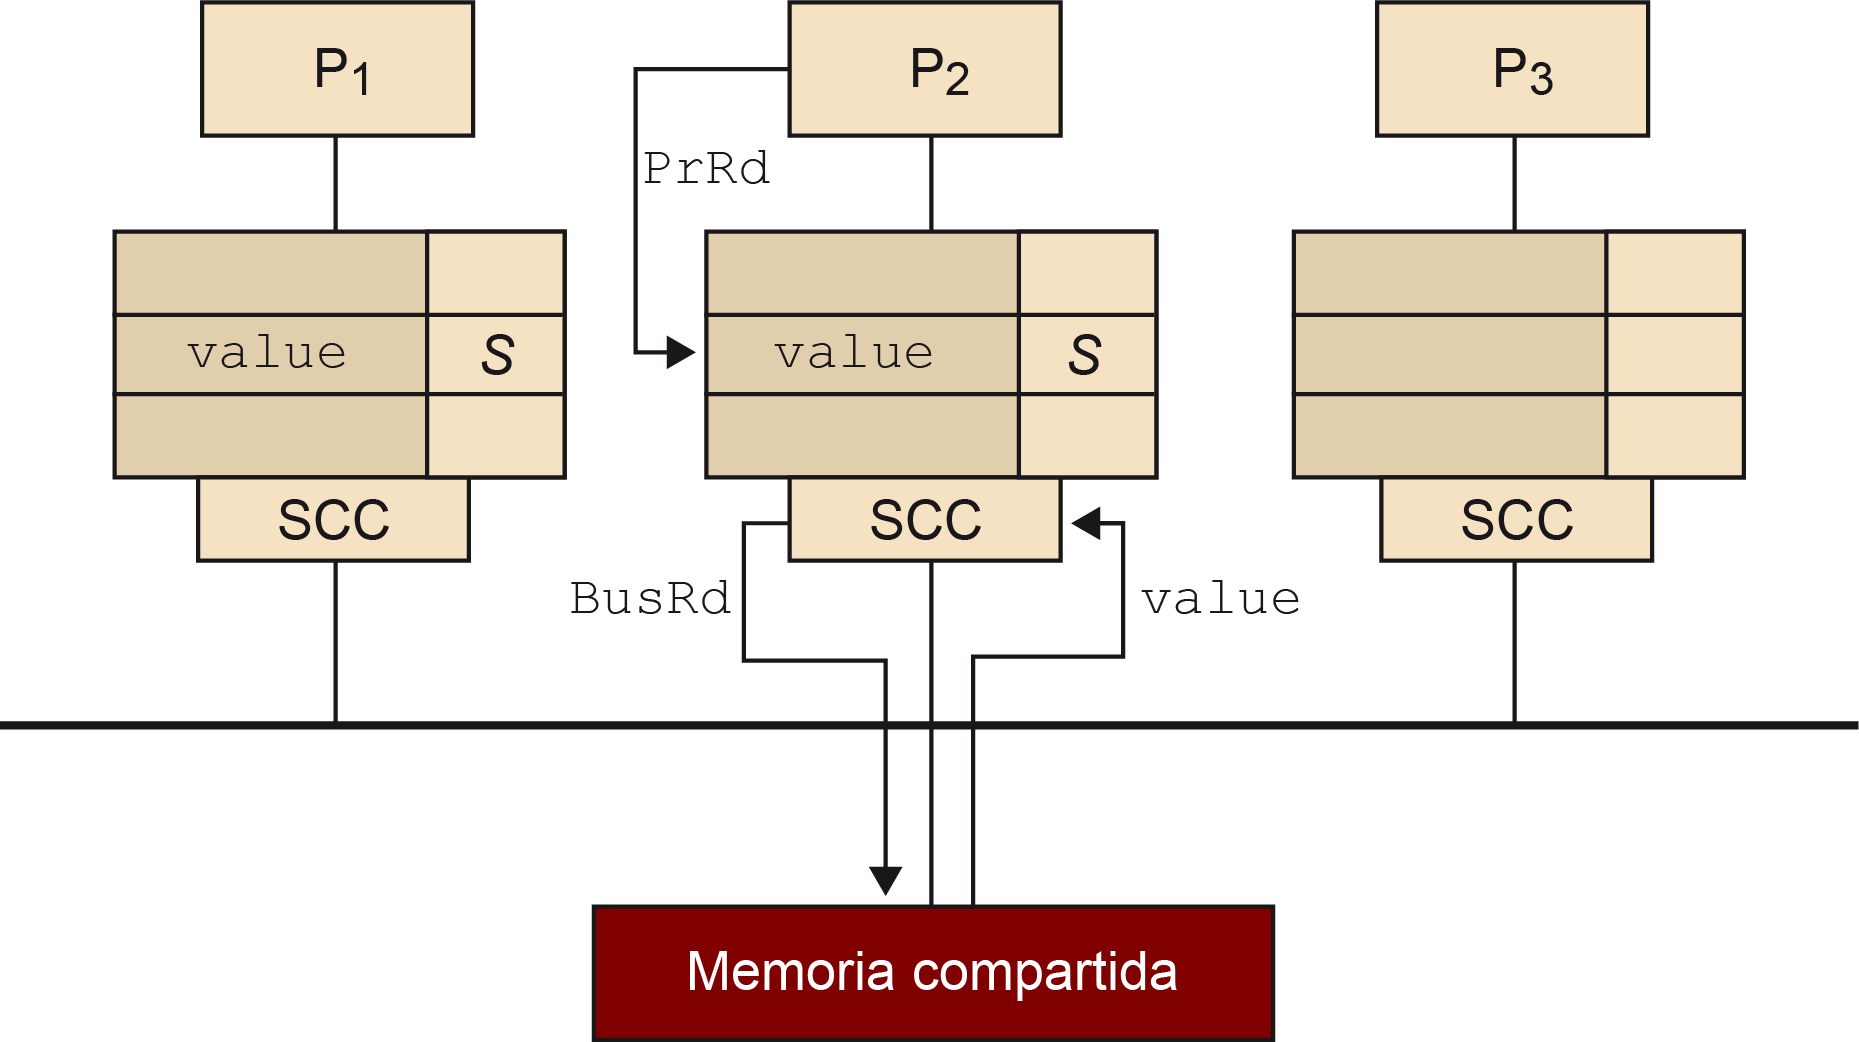 P1
P2
P3
PrRd
value S
value S
SCC
SCC
SCC
BusRd
value
Memoria compartida